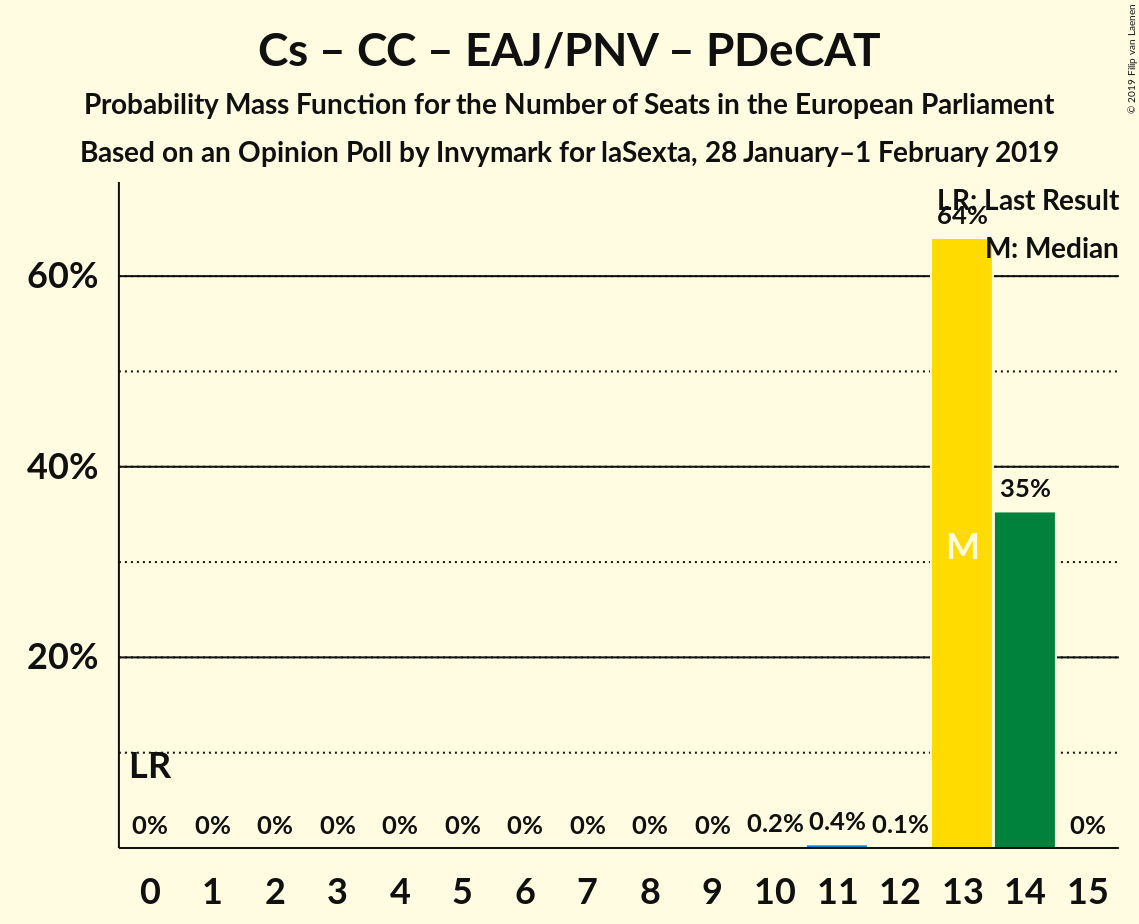 Cs – CC – EAJ/PNV – PDeCAT
Probability Mass Function for the Number of Seats in the European Parliament
Based on an Opinion Poll by Invymark for laSexta, 28 January–1 February 2019
© 2019 Filip van Laenen
LR: Last Result
M: Median
64%
60%
40%
35%
M
20%
LR
0% 0% 0% 0% 0% 0% 0% 0% 0% 0% 0.2% 0.4% 0.1% 0%
0 1 2 3 4 5 6 7 8 9 10 11 12 13 14 15